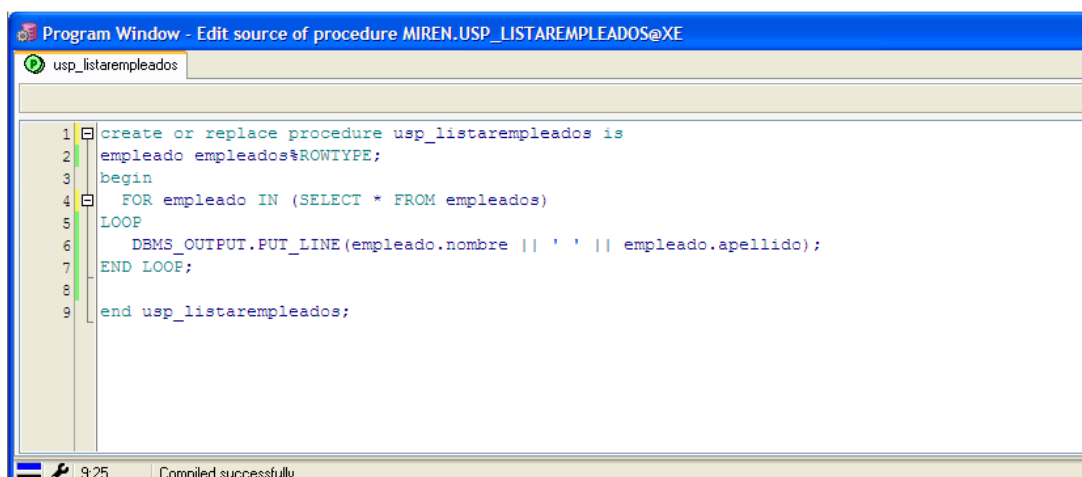 Program Window - Edit source of procedure MIREN.USP_LISTAREMPLEADOS@XE
usp_listarempleados
1 create or replace procedure usp_listarempleados is
2 empleado empleados%ROWTYPE;
3 begin
4 FOR empleado IN (SELECT * FROM empleados)
5 LOOP
6 DBMS_OUTPUT.PUT_LINE(empleado.nombre || ' ' || empleado.apellido);
7 END LOOP;
8
9 end usp_listarempleados;
9:25 Compiled successfully